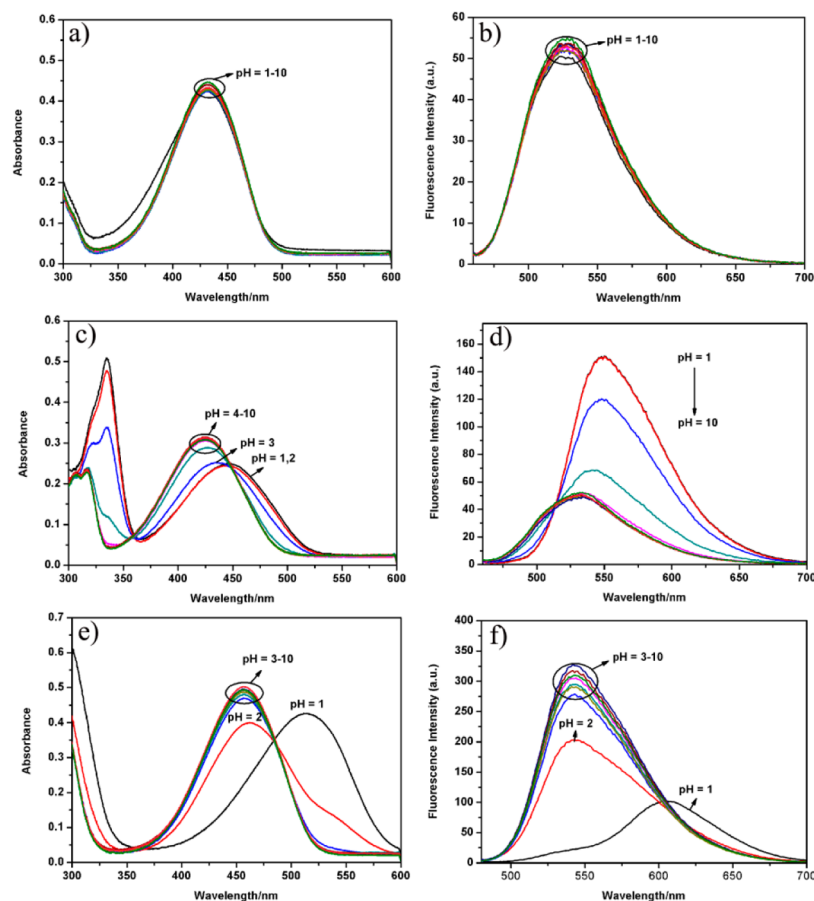 a)
pH = 1-10
Absorbance
0.6
0.5
0.4
0.3
0.2
0.1
0.0
300 350 400 450 500 550 600
Wavelength/nm
b)
pH = 1-10
Fluorescence Intensity (a.u.)
60
50
40
30
20
10
0
500 550 600 650 700
Wavelength/nm
c)
pH = 4-10
pH = 3
pH = 1,2
Absorbance
0.6
0.5
0.4
0.3
0.2
0.1
0.0
300 350 400 450 500 550 600
Wavelength/nm
d)
pH = 1
pH = 10
Fluorescence Intensity (a.u.)
180
160
140
120
100
80
60
40
20
0
500 550 600 650 700
Wavelength/nm
e)
pH = 3-10
pH = 2
pH = 1
Absorbance
0.7
0.6
0.5
0.4
0.3
0.2
0.1
0.0
300 350 400 450 500 550 600
Wavelength/nm
f)
pH = 3-10
pH = 2
pH = 1
Fluorescence Intensity (a.u.)
400
350
300
250
200
150
100
50
0
500 550 600 650 700
Wavelength/nm